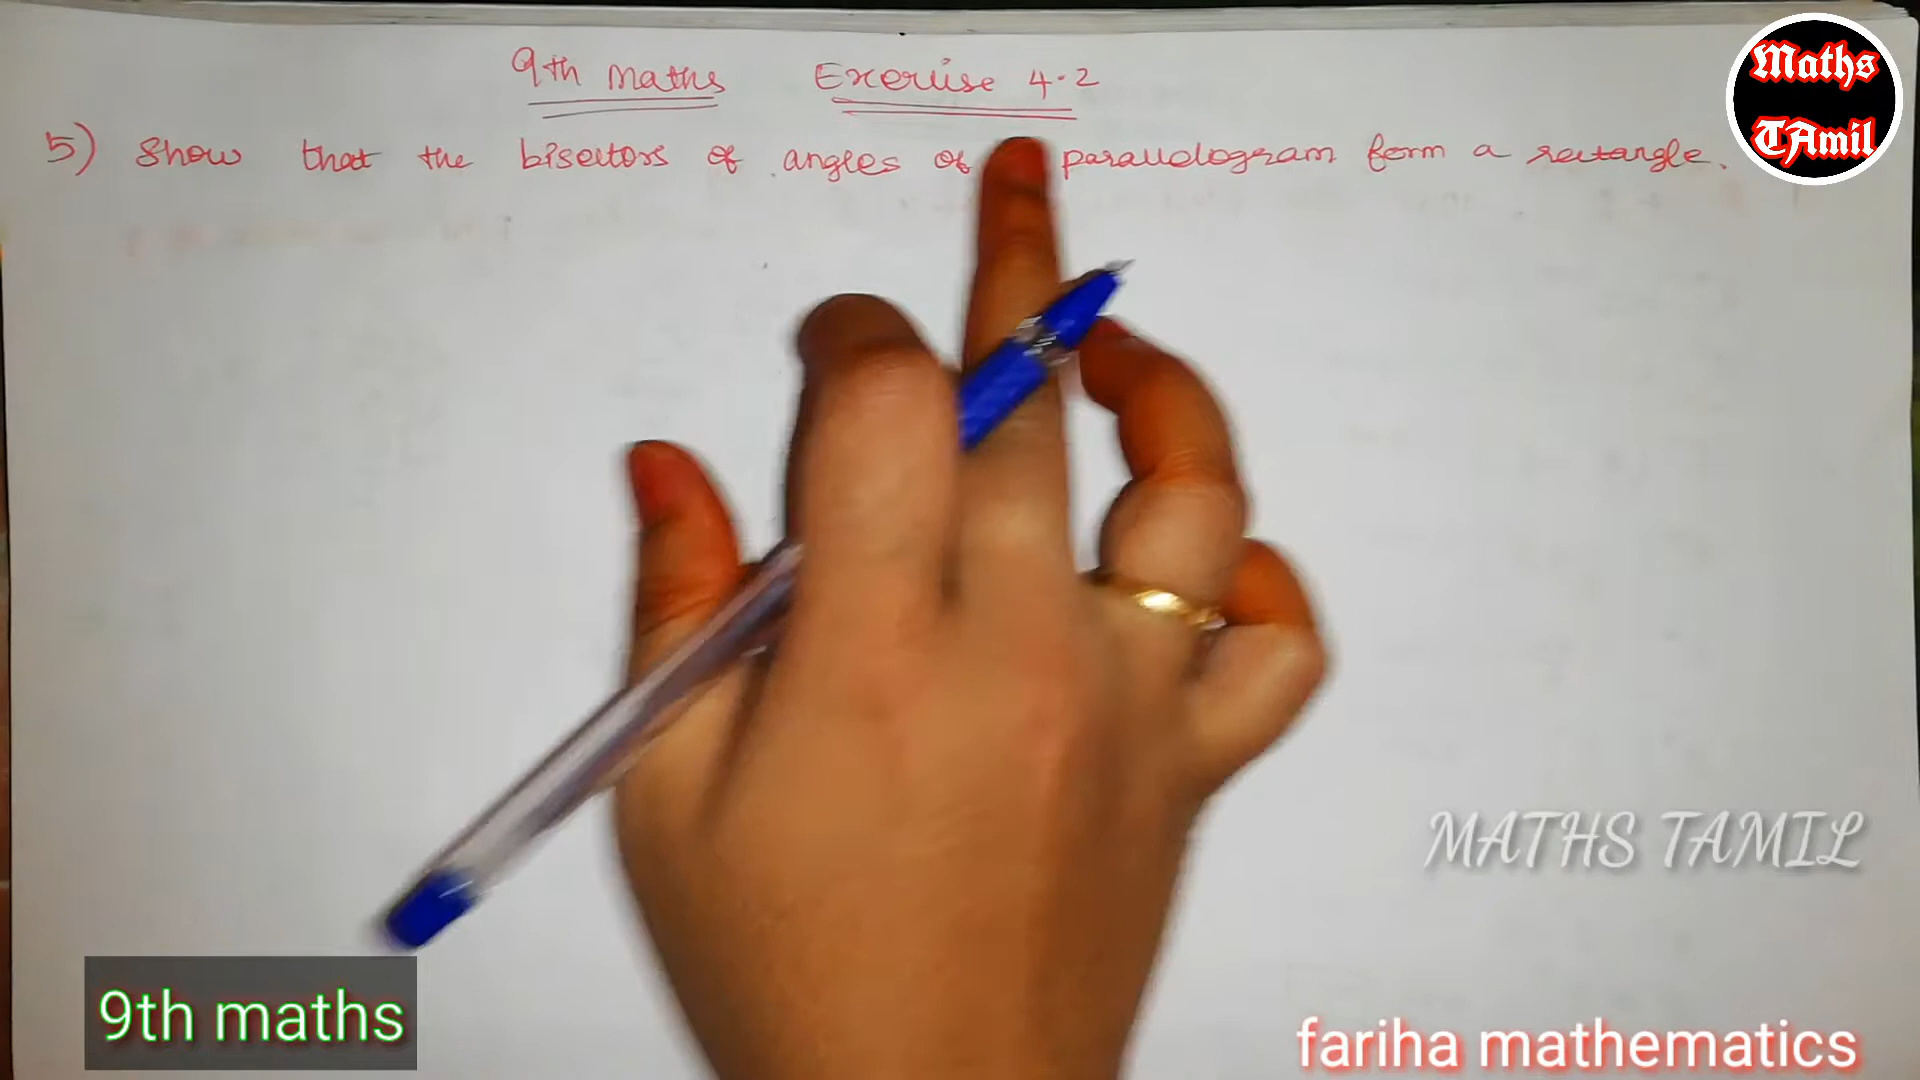 9th Maths Exercise 4.2
5) Show that the bisectors of angles of parallelogram form a rectangle.
Maths
TAmil
MATHS TAMIL
9th maths
fariha mathematics